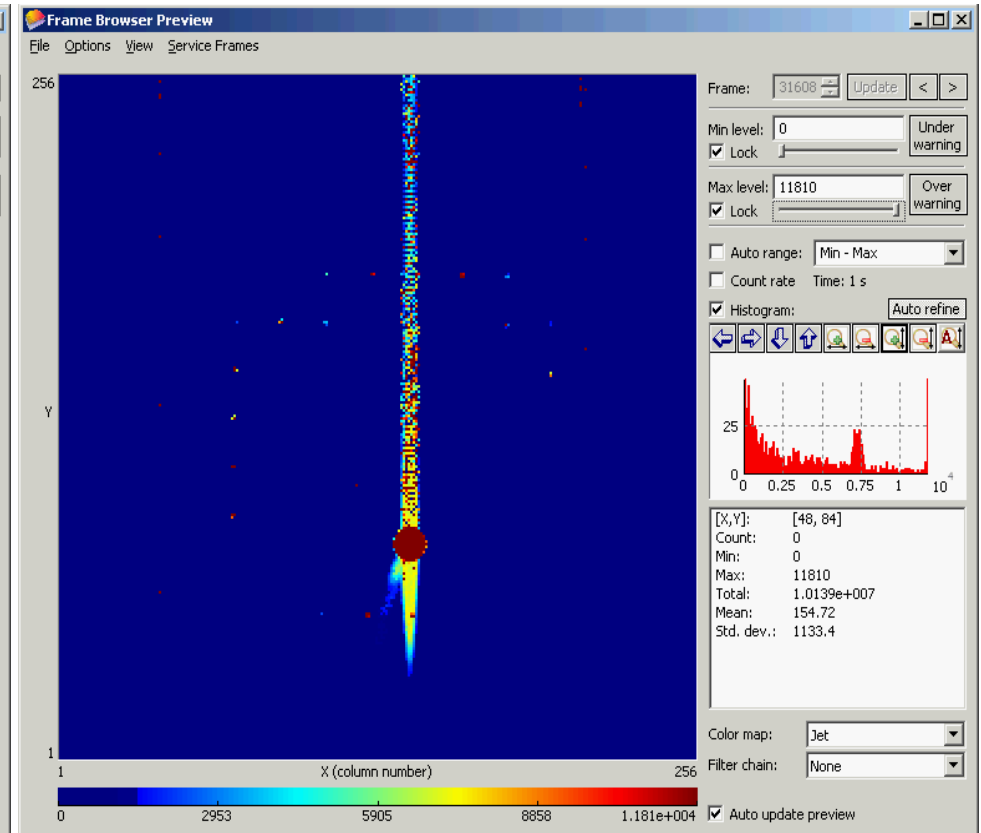 Frame Browser Preview
File Options View Service Frames
256
Y
1
1 X (column number) 256
0 2953 5905 8858 1.181e+004
Frame: 31608 Update < >
Min level: 0 Under warning
Lock
Max level: 11810 Over warning
Lock
Auto range: Min - Max
Count rate Time: 1 s
Histogram: Auto refine
A
25
0
0 0.25 0.5 0.75 1 10^4
[X,Y]: [48, 84]
Count: 0
Min: 0
Max: 11810
Total: 1.0139e+007
Mean: 154.72
Std. dev.: 1133.4
Color map: Jet
Filter chain: None
Auto update preview